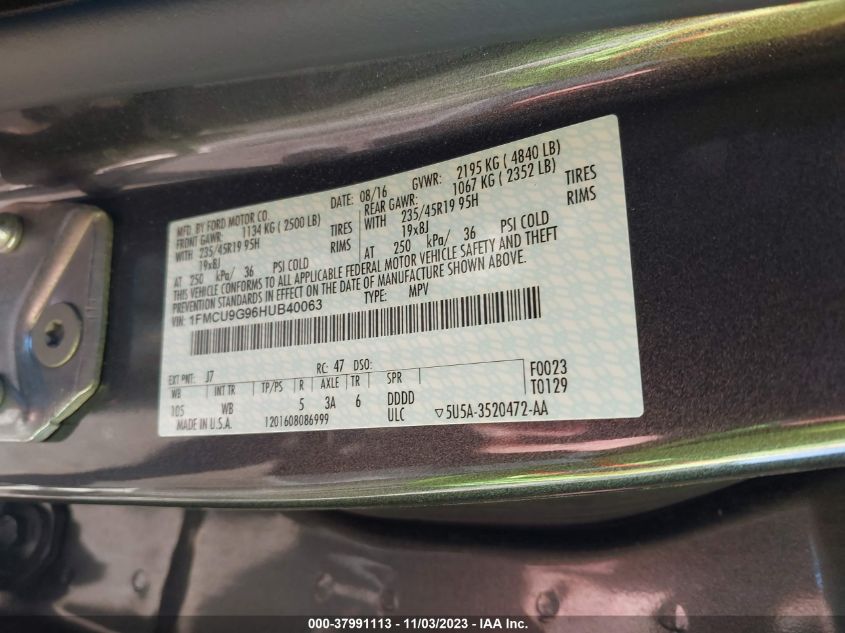 MFD. BY FORD MOTOR CO. DATE: 08/16 GVWR: 2195 KG ( 4840 LB)
FRONT GAWR: 1134 KG ( 2500 LB) REAR GAWR: 1067 KG ( 2352 LB)
WITH 235/45R19 95H TIRES WITH 235/45R19 95H TIRES
19x8J RIMS 19x8J RIMS
AT 250 kPa/ 36 PSI COLD AT 250 kPa/ 36 PSI COLD
THIS VEHICLE CONFORMS TO ALL APPLICABLE FEDERAL MOTOR VEHICLE SAFETY AND THEFT
PREVENTION STANDARDS IN EFFECT ON THE DATE OF MANUFACTURE SHOWN ABOVE.
VIN: 1FMCU9G96HUB40063 TYPE: MPV
EXT PNT: J7 RC: 47 DSO: F0023
WB INT TR TP/PS R AXLE TR SPR T0129
105 WB 5 3A 6 DDDD
MADE IN U.S.A. 1201608086999 ULC ▽5U5A-3520472-AA
000-37991113 - 11/03/2023 - IAA Inc.